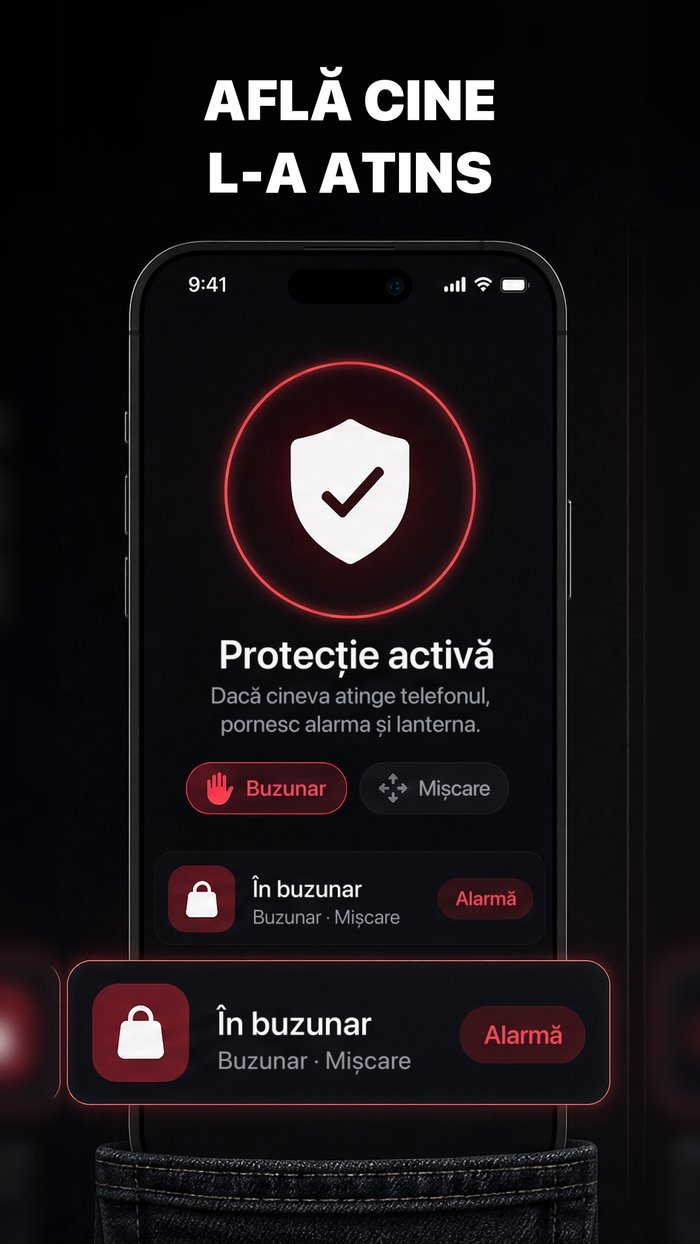 AFLĂ CINE
L-A ATINS
9:41
Protecție activă
Dacă cineva atinge telefonul,
pornesc alarma și lanterna.
Buzunar
Mișcare
În buzunar
Buzunar · Mișcare
Alarmă
În buzunar
Buzunar · Mișcare
Alarmă